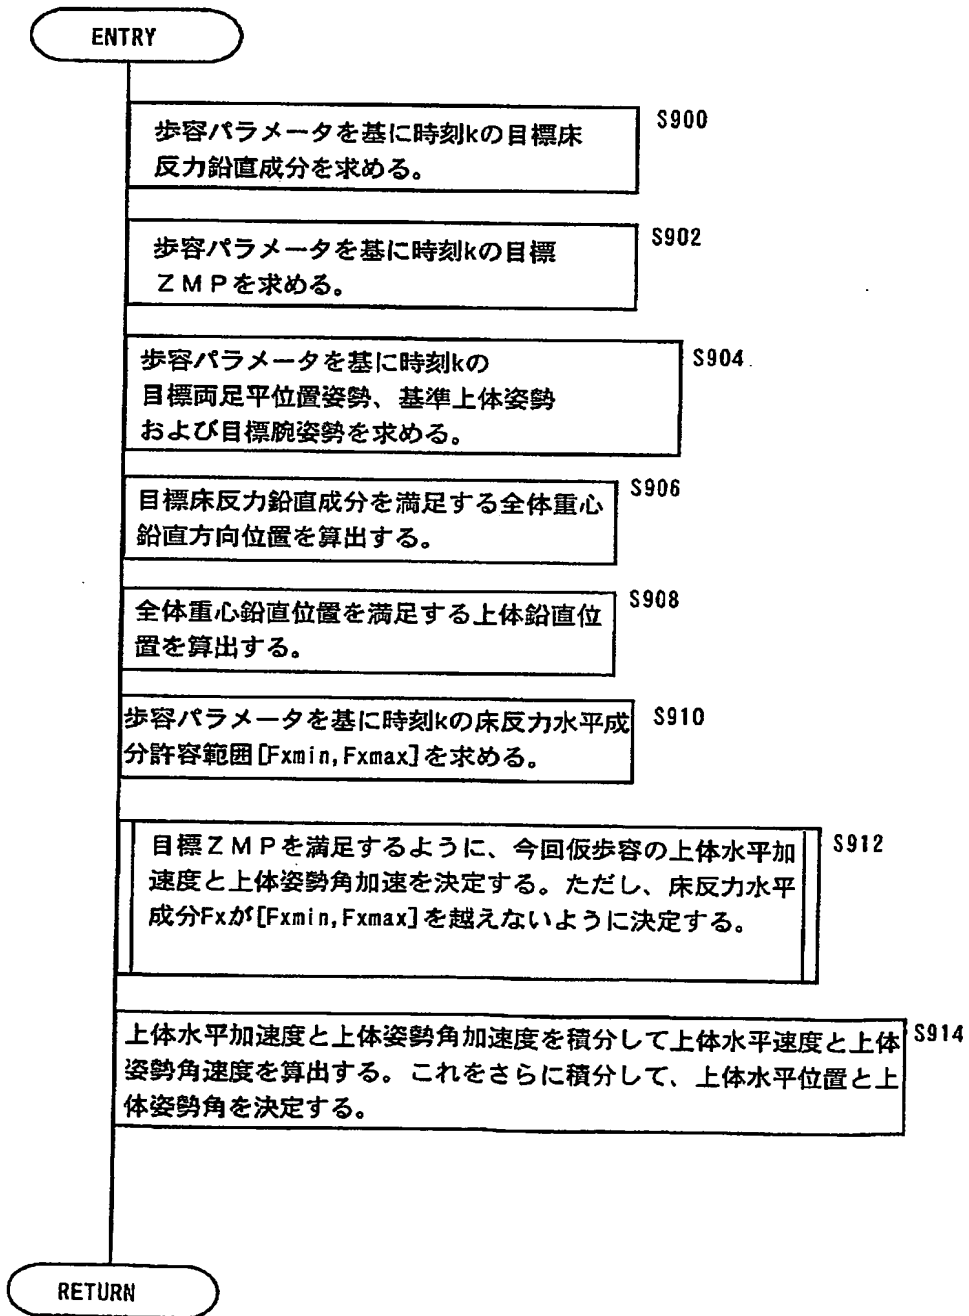 ENTRY
S900
歩容パラメータを基に時刻kの目標床
反力鉛直成分を求める。
S902
歩容パラメータを基に時刻kの目標
ＺＭＰを求める。
S904
歩容パラメータを基に時刻kの
目標両足平位置姿勢、基準上体姿勢
および目標腕姿勢を求める。
S906
目標床反力鉛直成分を満足する全体重心
鉛直方向位置を算出する。
S908
全体重心鉛直位置を満足する上体鉛直位
置を算出する。
S910
歩容パラメータを基に時刻kの床反力水平成
分許容範囲[Fxmin,Fxmax]を求める。
S912
目標ＺＭＰを満足するように、今回仮歩容の上体水平加
速度と上体姿勢角加速を決定する。ただし、床反力水平
成分Fxが[Fxmin,Fxmax]を越えないように決定する。
S914
上体水平加速度と上体姿勢角加速度を積分して上体水平速度と上体
姿勢角速度を算出する。これをさらに積分して、上体水平位置と上
体姿勢角を決定する。
RETURN